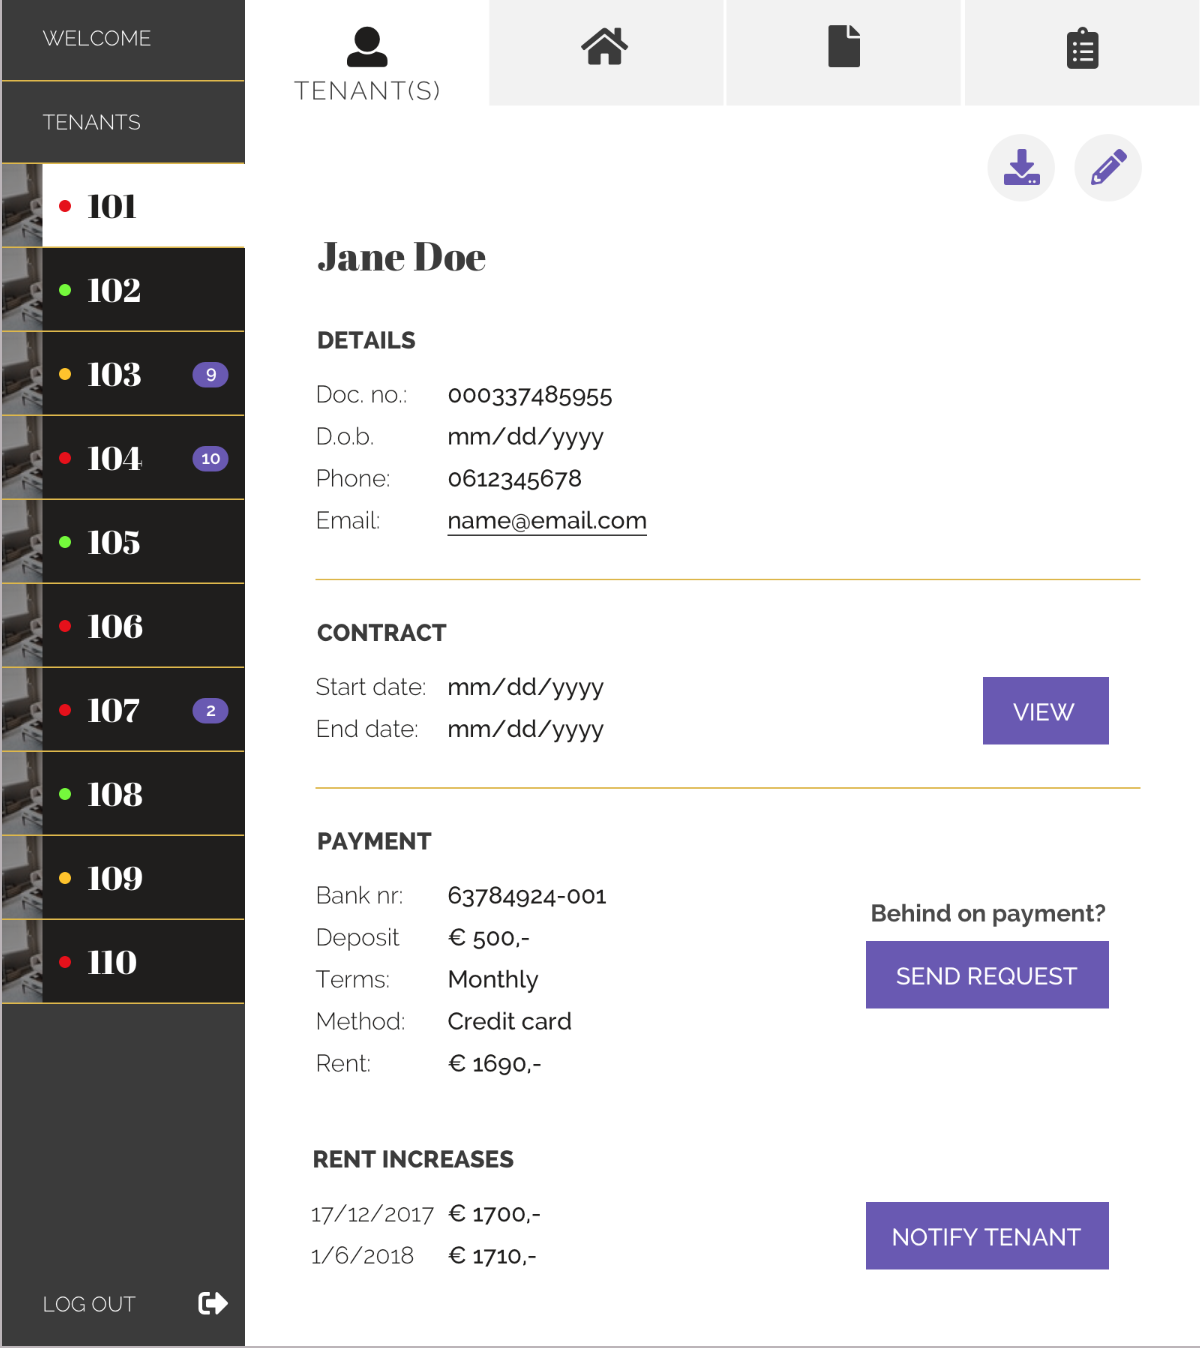 WELCOME
TENANTS
101
102
103 9
104 10
105
106
107 2
108
109
110
LOG OUT
TENANT(S)
Jane Doe
DETAILS
Doc. no.: 000337485955
D.o.b. mm/dd/yyyy
Phone: 0612345678
Email: name@email.com
CONTRACT
Start date: mm/dd/yyyy
End date: mm/dd/yyyy
VIEW
PAYMENT
Bank nr: 63784924-001
Deposit € 500,-
Terms: Monthly
Method: Credit card
Rent: € 1690,-
Behind on payment?
SEND REQUEST
RENT INCREASES
17/12/2017 € 1700,-
1/6/2018 € 1710,-
NOTIFY TENANT